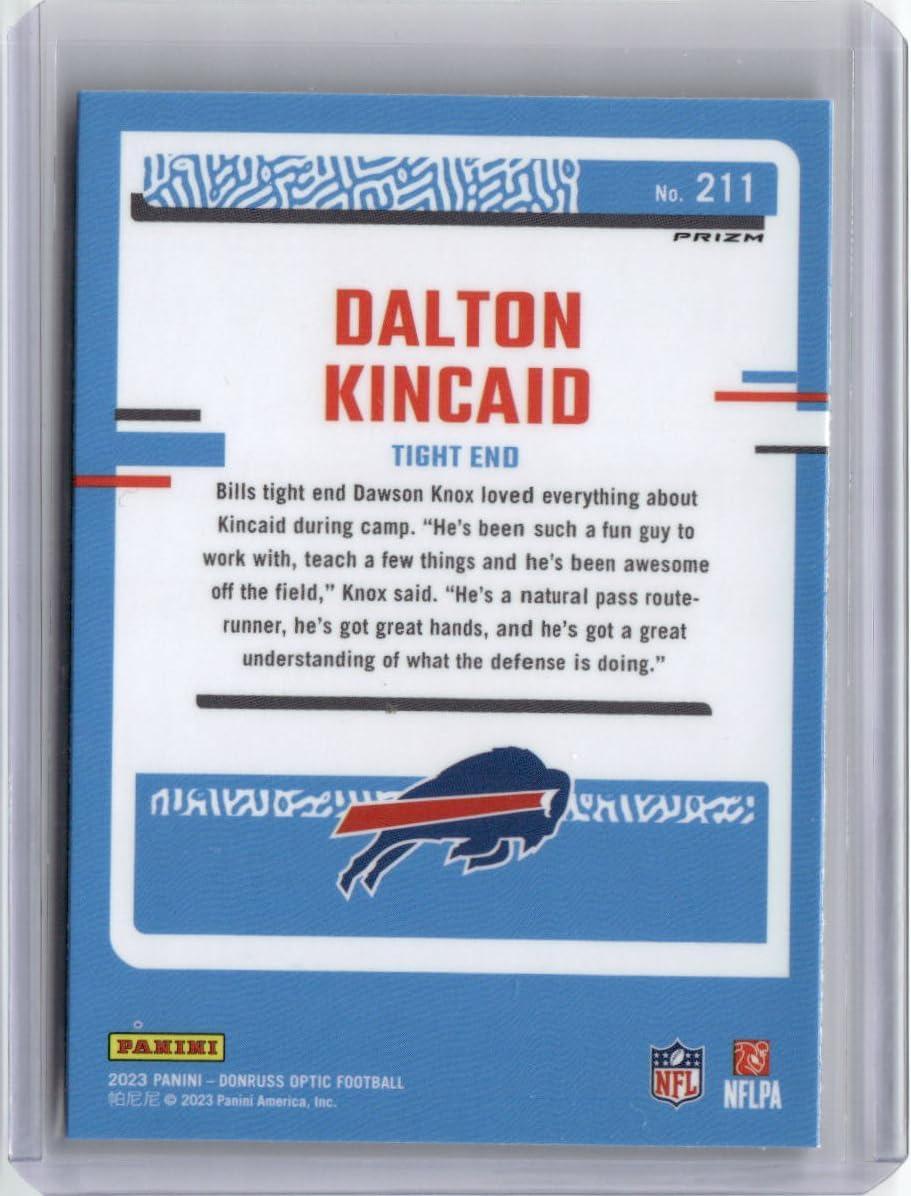 No. 211
PRIZM
DALTON
KINCAID
TIGHT END
Bills tight end Dawson Knox loved everything about
Kincaid during camp. “He’s been such a fun guy to
work with, teach a few things and he’s been awesome
off the field,” Knox said. “He’s a natural pass route-
runner, he’s got great hands, and he’s got a great
understanding of what the defense is doing.”
PANINI
2023 PANINI – DONRUSS OPTIC FOOTBALL
帕尼尼 © 2023 Panini America, Inc.
NFL
NFLPA